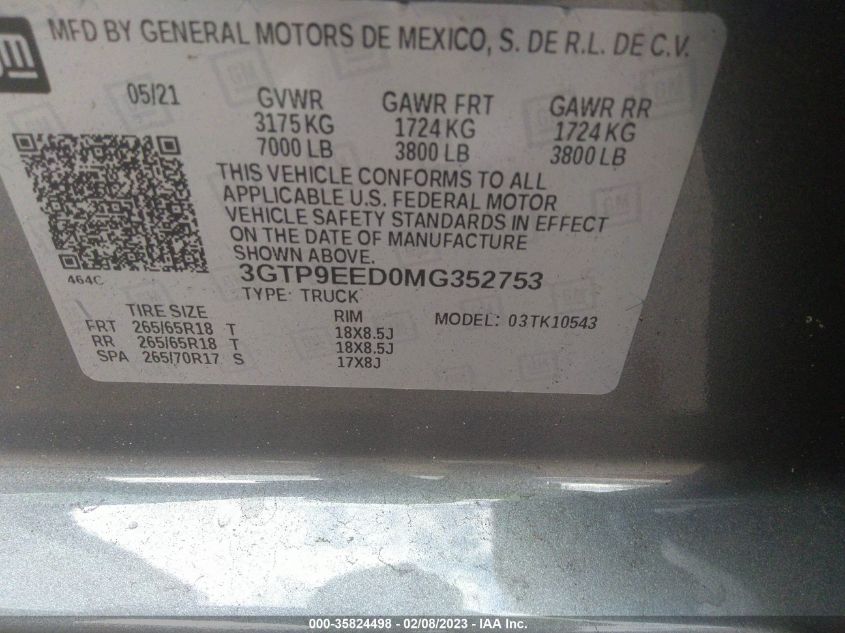 gm
MFD BY GENERAL MOTORS DE MEXICO, S. DE R.L. DE C.V.
05/21 GVWR GAWR FRT GAWR RR
3175 KG 1724 KG 1724 KG
7000 LB 3800 LB 3800 LB
THIS VEHICLE CONFORMS TO ALL
APPLICABLE U.S. FEDERAL MOTOR
VEHICLE SAFETY STANDARDS IN EFFECT
ON THE DATE OF MANUFACTURE
SHOWN ABOVE.
464C
3GTP9EED0MG352753
TYPE: TRUCK
TIRE SIZE RIM MODEL: 03TK10543
FRT 265/65R18 T 18X8.5J
RR 265/65R18 T 18X8.5J
SPA 265/70R17 S 17X8J
000-35824498 - 02/08/2023 - IAA Inc.